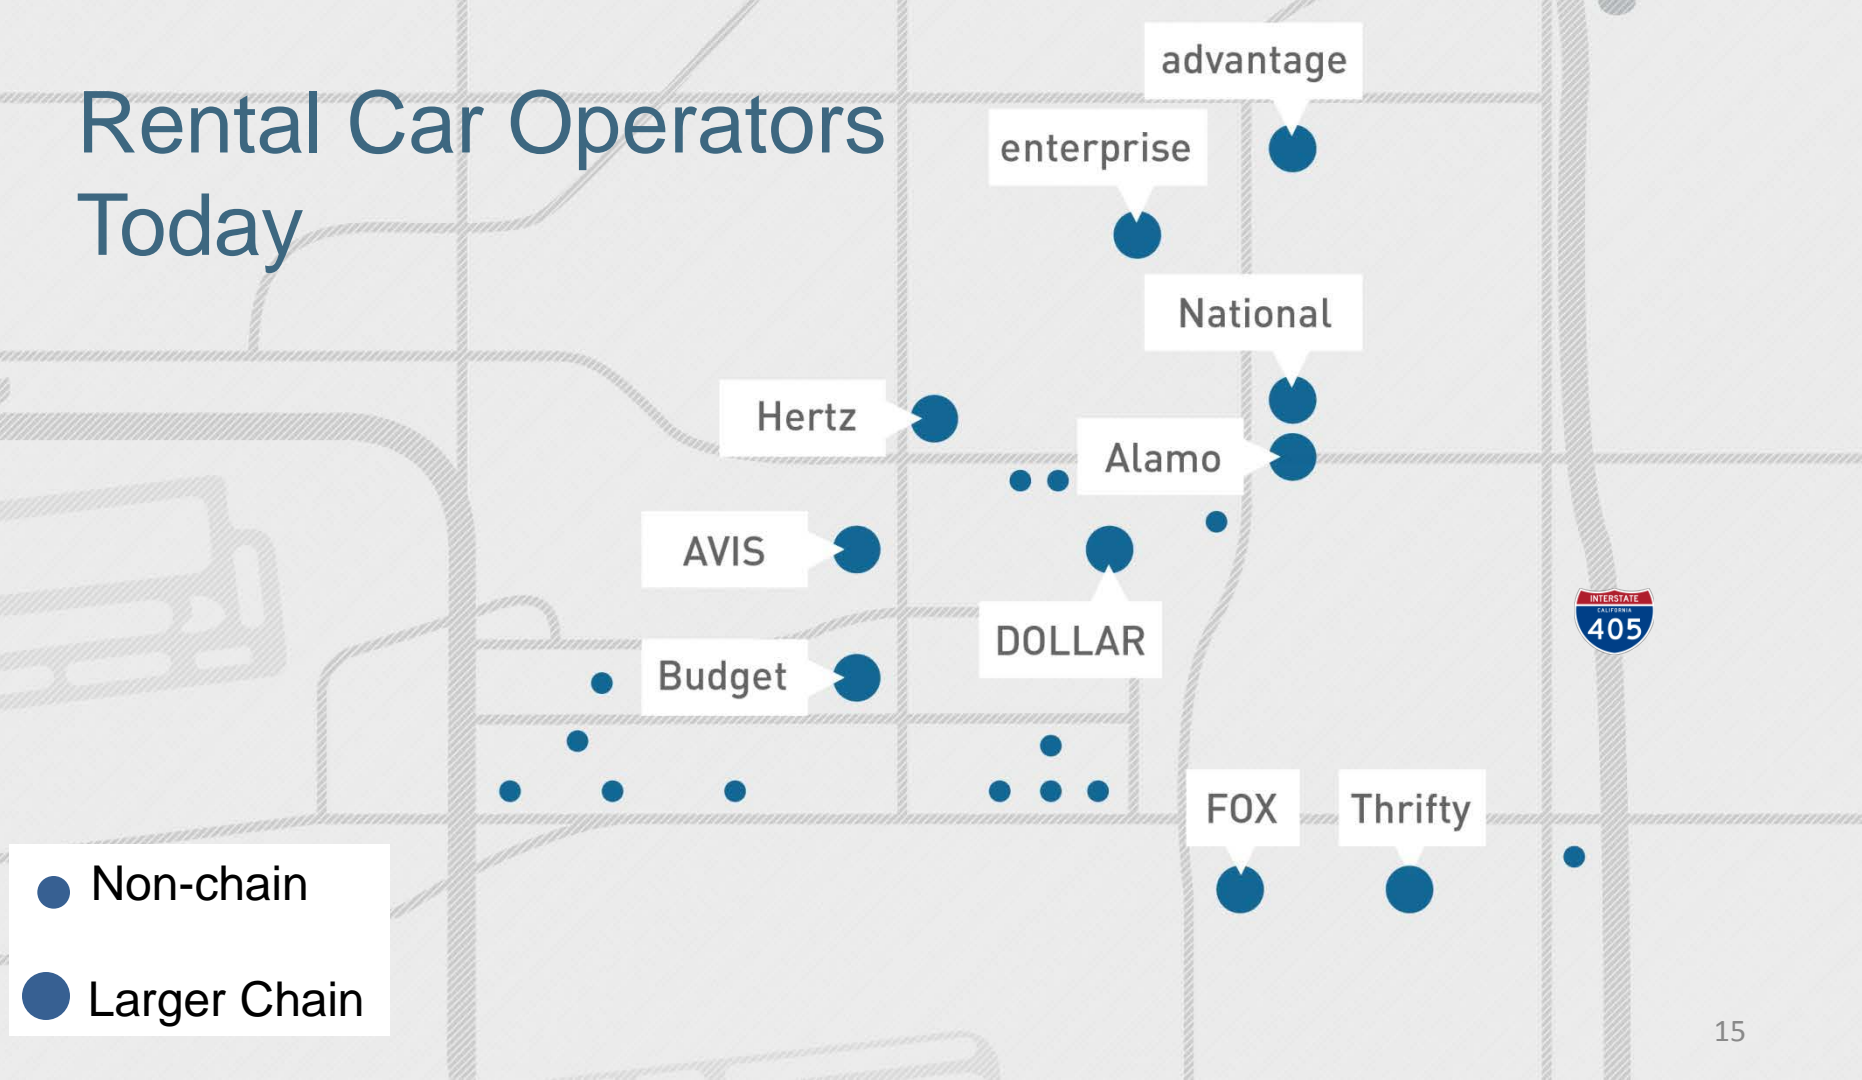 Rental Car Operators
Today
advantage
enterprise
National
Hertz
Alamo
AVIS
DOLLAR
Budget
INTERSTATE
CALIFORNIA
405
FOX
Thrifty
Non-chain
Larger Chain
15